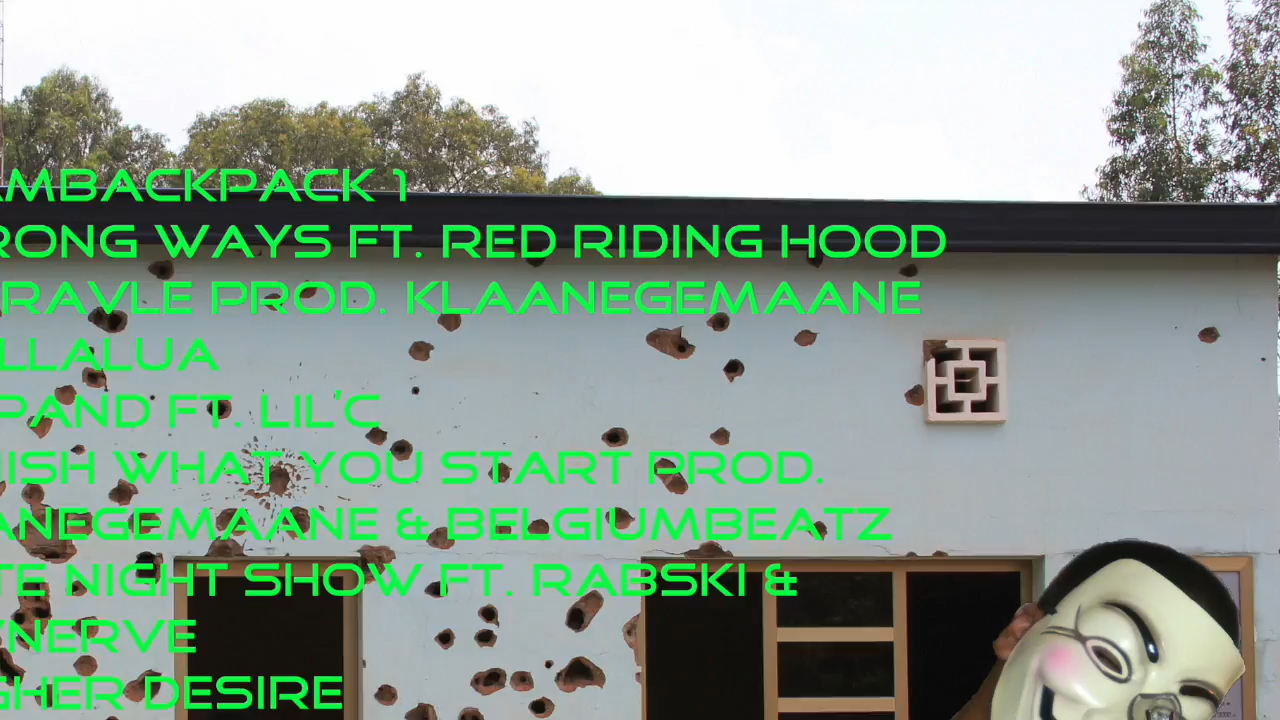 AMBACKPACK 1
RONG WAYS FT. RED RIDING HOOD
RAVLE PROD. KLAANEGEMAANE
LLALUA
PAND FT. LIL'C
ISH WHAT YOU START PROD.
ANEGEMAANE & BELGIUMBEATZ
TE NIGHT SHOW FT. RABSKI &
YNERVE
GHER DESIRE